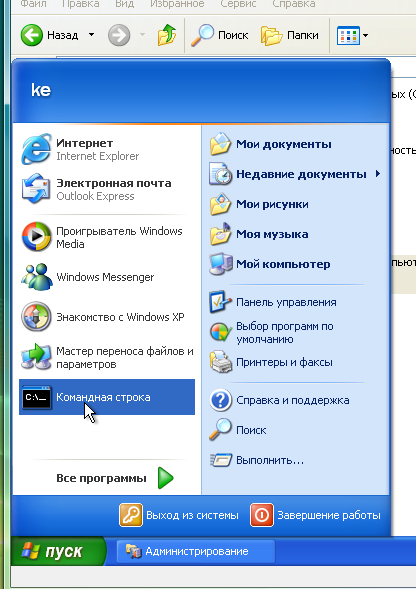 Файл Правка Вид Избранное Сервис Справка
Назад
Поиск
Папки
ke
Интернет
Internet Explorer
Электронная почта
Outlook Express
Проигрыватель Windows
Media
Windows Messenger
Знакомство с Windows XP
Мастер переноса файлов и
параметров
C:\_
Командная строка
Все программы
Мои документы
Недавние документы
Мои рисунки
Моя музыка
Мой компьютер
Панель управления
Выбор программ по
умолчанию
Принтеры и факсы
Справка и поддержка
Поиск
Выполнить...
ых (C
ность
пьют
Выход из системы
Завершение работы
пуск
Администрирование